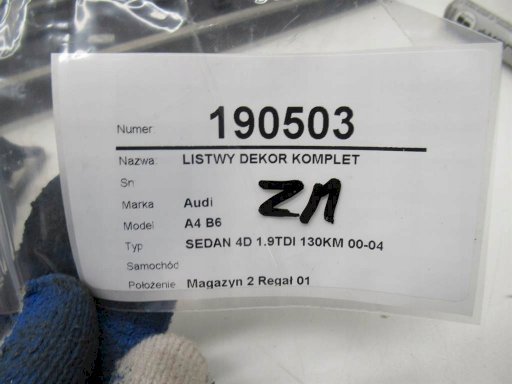 Numer: 190503
Nazwa: LISTWY DEKOR KOMPLET
Sn
Marka Audi
ZM
Model A4 B6
Typ SEDAN 4D 1.9TDI 130KM 00-04
Samochód
Położenie Magazyn 2 Regał 01